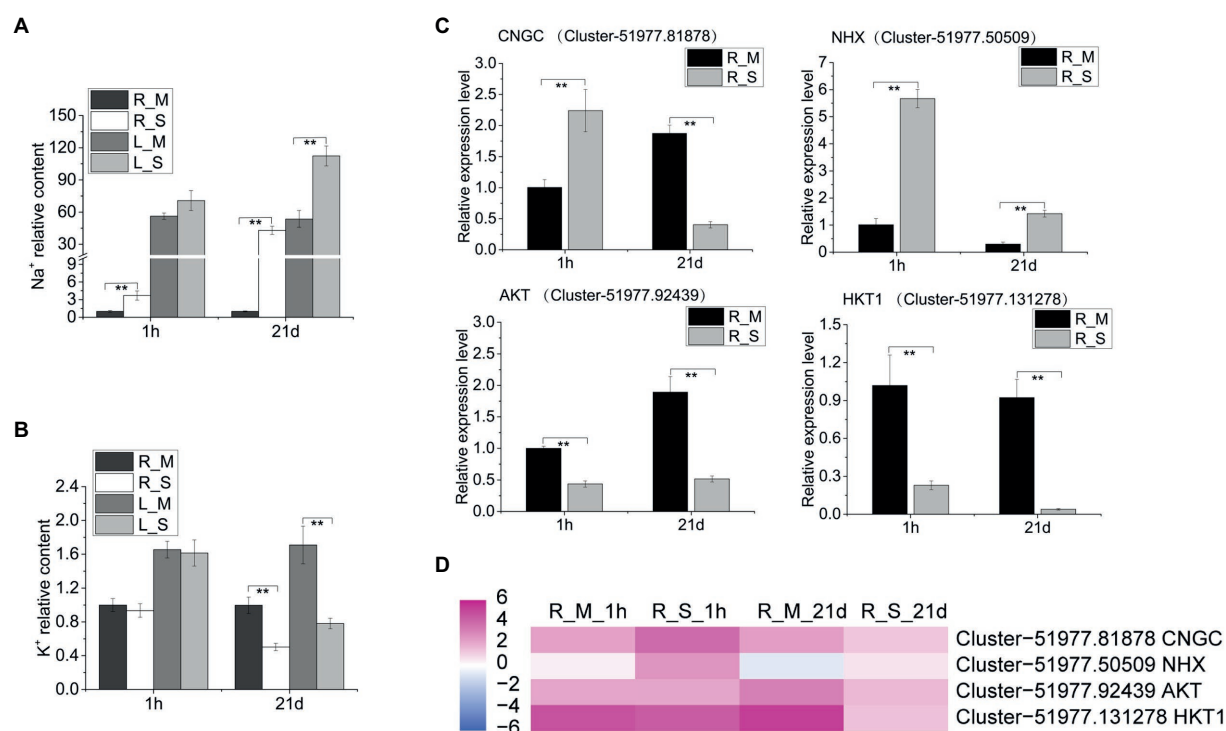 A
R_M
R_S
L_M
L_S
Na⁺ relative content
150
120
90
60
30
9
6
3
0
**
**
**
1h
21d
B
R_M
R_S
L_M
L_S
K⁺ relative content
2.4
2.0
1.6
1.2
0.8
0.4
0.0
**
**
1h
21d
C
CNGC （Cluster-51977.81878）
R_M
R_S
Relative expression level
3.0
2.5
2.0
1.5
1.0
0.5
0.0
**
**
1h
21d
NHX（Cluster-51977.50509）
R_M
R_S
Relative expression level
7
6
5
4
3
2
1
0
**
**
1h
21d
AKT （Cluster-51977.92439）
R_M
R_S
Relative expression level
3.0
2.5
2.0
1.5
1.0
0.5
0.0
**
**
1h
21d
HKT1（Cluster-51977.131278）
R_M
R_S
Relative expression level
1.5
1.2
0.9
0.6
0.3
0.0
**
**
1h
21d
D
6
4
2
0
−2
−4
−6
R_M_1h R_S_1h R_M_21d R_S_21d
Cluster−51977.81878 CNGC
Cluster−51977.50509 NHX
Cluster−51977.92439 AKT
Cluster−51977.131278 HKT1